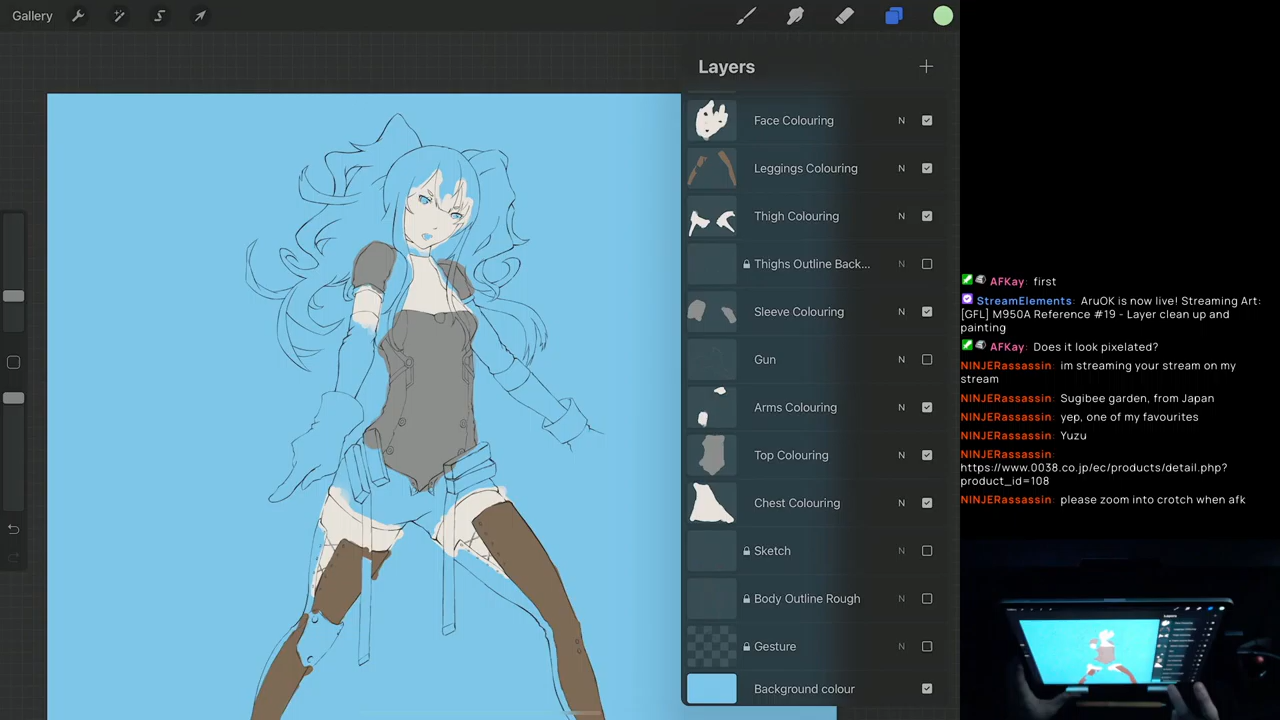 Gallery
Layers
Face Colouring N
Leggings Colouring N
Thigh Colouring N
Thighs Outline Back... N
Sleeve Colouring N
Gun N
Arms Colouring N
Top Colouring N
Chest Colouring N
Sketch N
Body Outline Rough N
Gesture N
Background colour
AFKay: first
StreamElements: AruOK is now live! Streaming Art:
[GFL] M950A Reference #19 - Layer clean up and
painting
AFKay: Does it look pixelated?
NINJERassassin: im streaming your stream on my
stream
NINJERassassin: Sugibee garden, from Japan
NINJERassassin: yep, one of my favourites
NINJERassassin: Yuzu
NINJERassassin:
https://www.0038.co.jp/ec/products/detail.php?
product_id=108
NINJERassassin: please zoom into crotch when afk